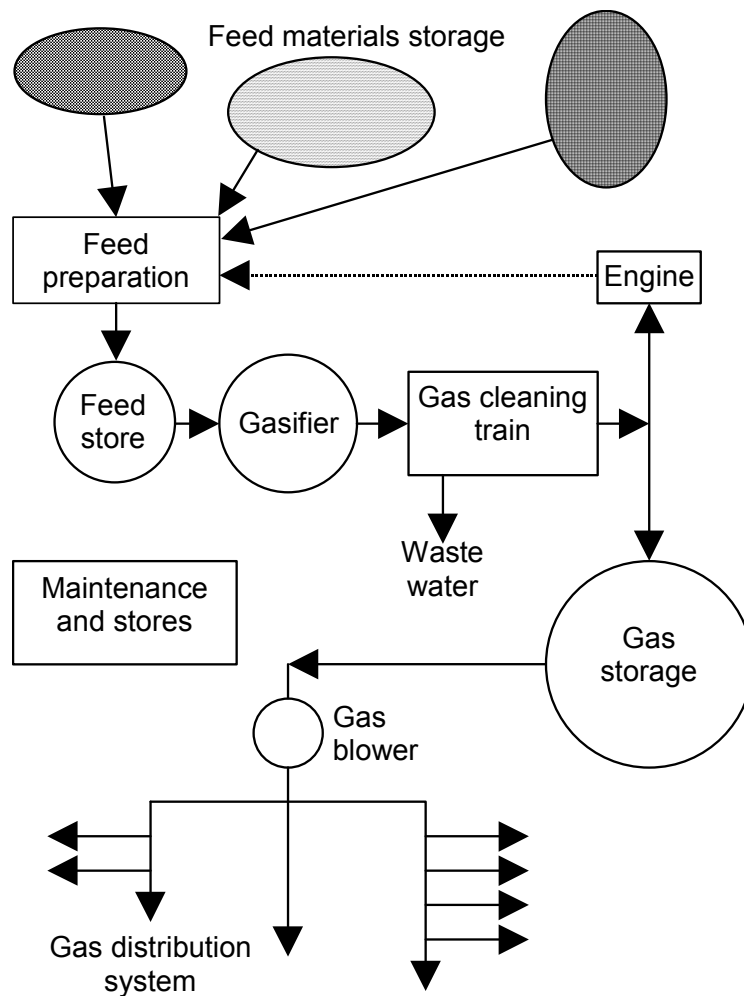 Feed materials storage
Feed
preparation
Engine
Feed
store
Gasifier
Gas cleaning
train
Waste
water
Maintenance
and stores
Gas
storage
Gas
blower
Gas distribution
system